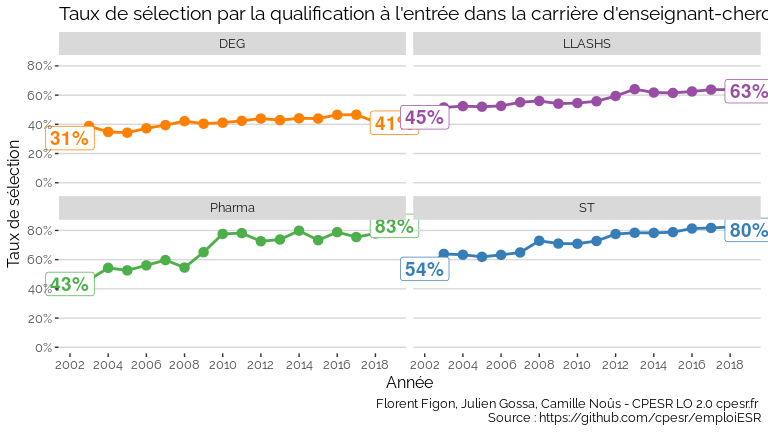 Taux de sélection par la qualification à l'entrée dans la carrière d'enseignant-cherc
DEG
LLASHS
80%
60%
40%
20%
0%
31%
41%
45%
63%
Pharma
ST
80%
60%
40%
20%
0%
43%
83%
54%
80%
Taux de sélection
2002 2004 2006 2008 2010 2012 2014 2016 2018
2002 2004 2006 2008 2010 2012 2014 2016 2018
Année
Florent Figon, Julien Gossa, Camille Noûs - CPESR LO 2.0 cpesr.fr
Source : https://github.com/cpesr/emploiESR